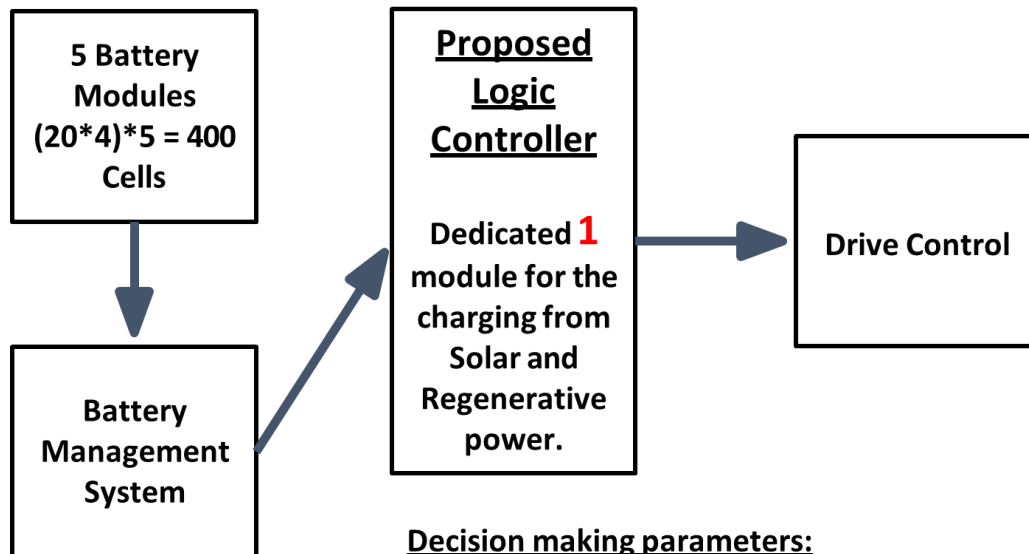 5 Battery
Modules
(20*4)*5 = 400
Cells
Battery
Management
System
Proposed
Logic
Controller
Dedicated 1
module for the
charging from
Solar and
Regenerative
power.
Drive Control
Decision making parameters: